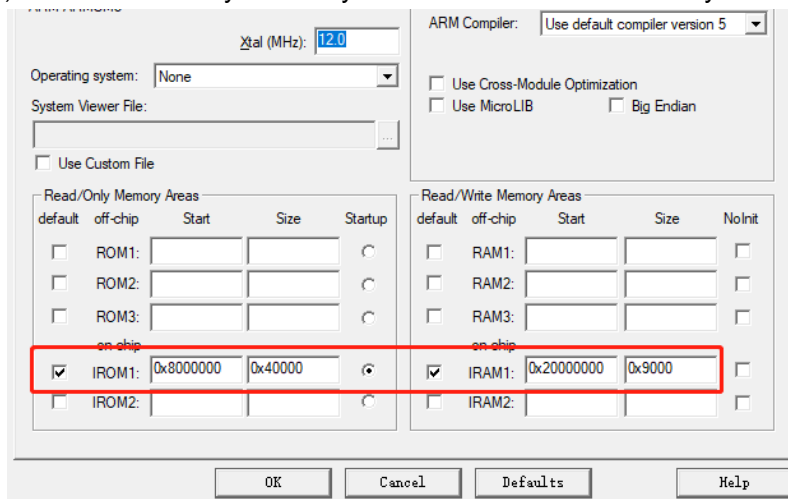 Xtal (MHz): 12.0
Operating system: None
System Viewer File:
...
Use Custom File
ARM Compiler: Use default compiler version 5
Use Cross-Module Optimization
Use MicroLIB Big Endian
Read/Only Memory Areas
default off-chip Start Size Startup
ROM1:
ROM2:
ROM3:
on-chip
IROM1: 0x8000000 0x40000
IROM2:
Read/Write Memory Areas
default off-chip Start Size NoInit
RAM1:
RAM2:
RAM3:
on-chip
IRAM1: 0x20000000 0x9000
IRAM2:
OK Cancel Defaults Help